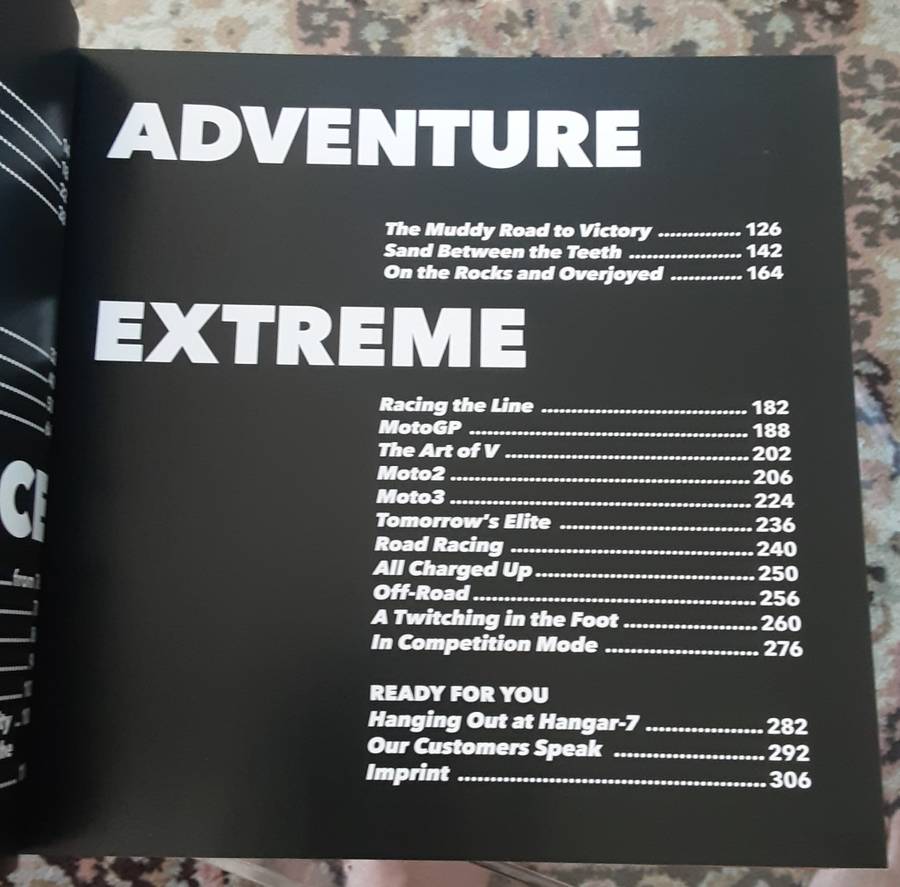 ADVENTURE
The Muddy Road to Victory ............... 126
Sand Between the Teeth ..................... 142
On the Rocks and Overjoyed ............. 164
EXTREME
Racing the Line ....................................... 182
MotoGP ..................................................... 188
The Art of V .............................................. 202
Moto2 ......................................................... 206
Moto3 ......................................................... 224
Tomorrow's Elite .................................... 236
Road Racing .............................................. 240
All Charged Up ......................................... 250
Off-Road ..................................................... 256
A Twitching in the Foot ........................ 260
In Competition Mode ............................ 276
READY FOR YOU
Hanging Out at Hangar-7 ..................... 282
Our Customers Speak ........................... 292
Imprint ........................................................ 306